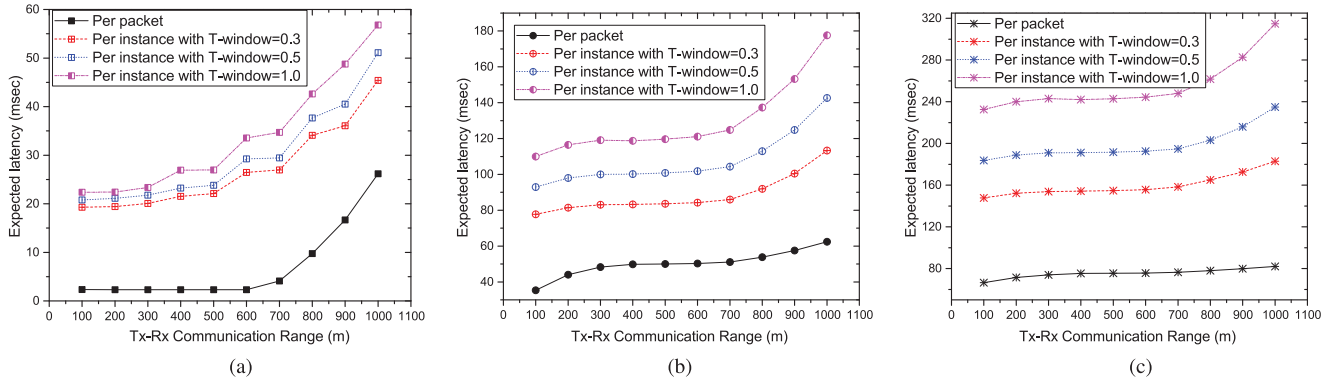 60
50
40
30
20
10
0
Expected latency (msec)
Per packet
Per instance with T-window=0.3
Per instance with T-window=0.5
Per instance with T-window=1.0
100 200 300 400 500 600 700 800 900 1000 1100
Tx-Rx Communication Range (m)
(a)
180
160
140
120
100
80
60
40
Expected latency (msec)
Per packet
Per instance with T-window=0.3
Per instance with T-window=0.5
Per instance with T-window=1.0
100 200 300 400 500 600 700 800 900 1000 1100
Tx-Rx Communication Range (m)
(b)
320
280
240
200
160
120
80
Expected latency (msec)
Per packet
Per instance with T-window=0.3
Per instance with T-window=0.5
Per instance with T-window=1.0
100 200 300 400 500 600 700 800 900 1000 1100
Tx-Rx Communication Range (m)
(c)